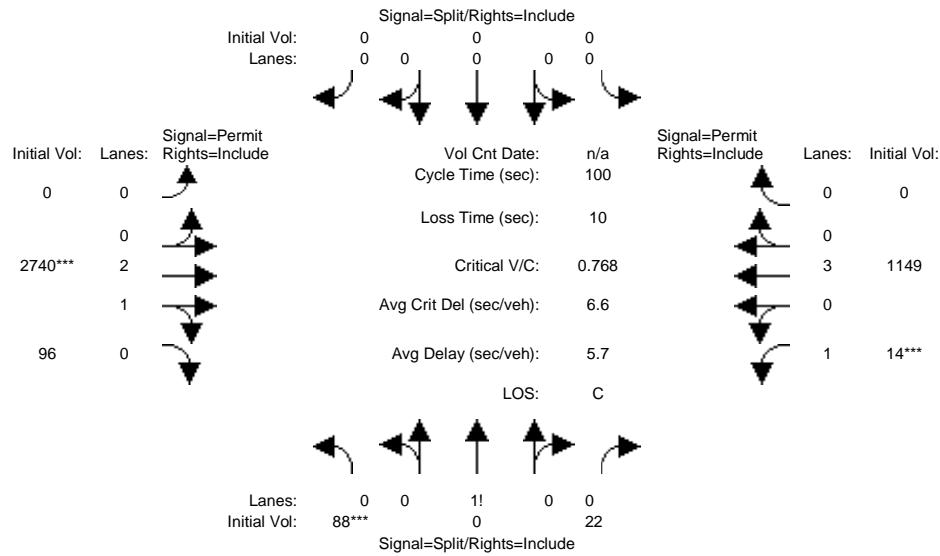 Signal=Split/Rights=Include
Initial Vol: 0 0 0
Lanes: 0 0 0 0 0
Signal=Permit Signal=Permit
Initial Vol: Lanes: Rights=Include Vol Cnt Date: n/a Rights=Include Lanes: Initial Vol:
Cycle Time (sec): 100
0 0 0 0
Loss Time (sec): 10
0 0
2740*** 2 Critical V/C: 0.768 3 1149
1 Avg Crit Del (sec/veh): 6.6 0
96 0 Avg Delay (sec/veh): 5.7 1 14***
LOS: C
Lanes: 0 0 1! 0 0
Initial Vol: 88*** 0 22
Signal=Split/Rights=Include